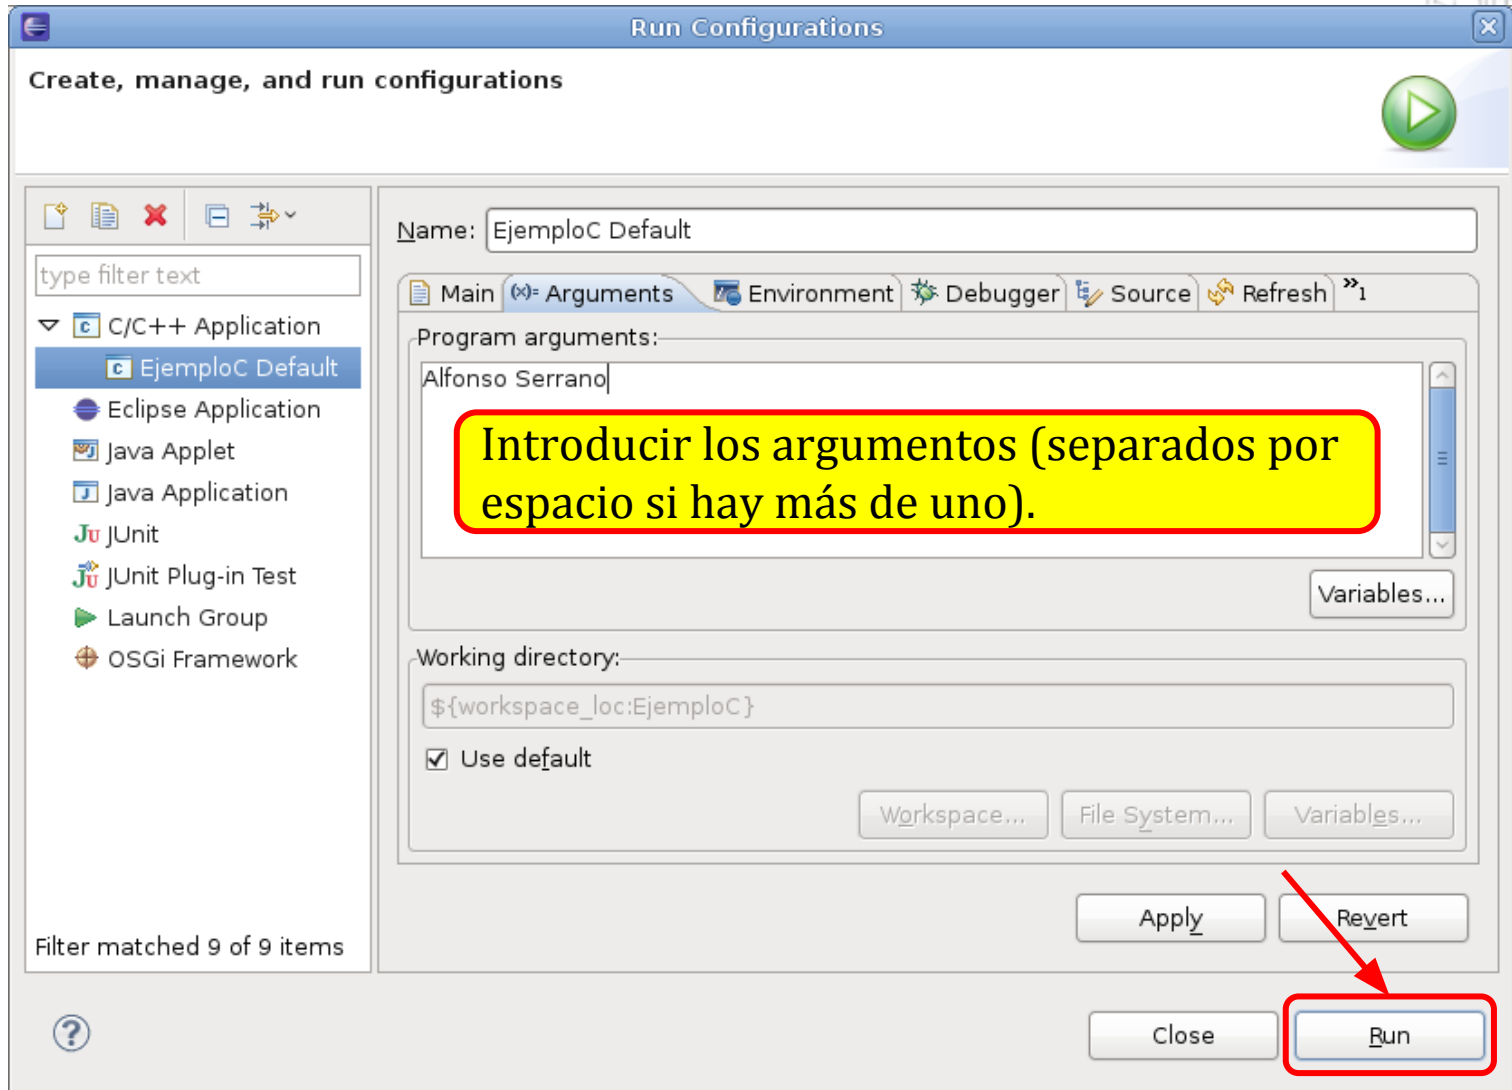 Run Configurations
Create, manage, and run configurations
type filter text
C/C++ Application
EjemploC Default
Eclipse Application
Java Applet
Java Application
JUnit
JUnit Plug-in Test
Launch Group
OSGi Framework
Filter matched 9 of 9 items
Name: EjemploC Default
Main (x)= Arguments Environment Debugger Source Refresh »1
Program arguments:
Alfonso Serrano
Introducir los argumentos (separados por
espacio si hay más de uno).
Variables...
Working directory:
${workspace_loc:EjemploC}
Use default
Workspace... File System... Variables...
Apply Revert
Close Run